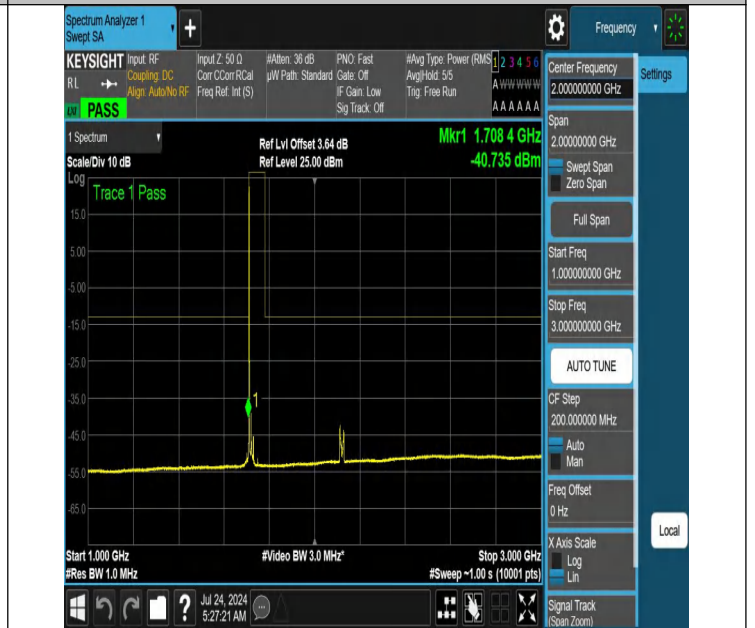 Spectrum Analyzer 1
Swept SA
+
Frequency
KEYSIGHT
RL
PASS
Input: RF
Coupling: DC
Align: Auto/No RF
Input Z: 50 Ω
Corr CCorr RCal
Freq Ref: Int (S)
#Atten: 36 dB
µW Path: Standard
PNO: Fast
Gate: Off
IF Gain: Low
Sig Track: Off
#Avg Type: Power (RMS
Avg|Hold: 5/5
Trig: Free Run
1 2 3 4 5 6
A W W W W W
A A A A A A
Center Frequency
2.000000000 GHz
Settings
Span
2.00000000 GHz
Swept Span
Zero Span
Full Span
Start Freq
1.000000000 GHz
Stop Freq
3.000000000 GHz
AUTO TUNE
CF Step
200.000000 MHz
Auto
Man
Freq Offset
0 Hz
X Axis Scale
Log
Lin
Signal Track
(Span Zoom)
Local
1 Spectrum
Scale/Div 10 dB
Ref Lvl Offset 3.64 dB
Ref Level 25.00 dBm
Mkr1 1.708 4 GHz
-40.735 dBm
Log
Trace 1 Pass
15.0
5.00
-5.00
-15.0
-25.0
-35.0
1
-45.0
-55.0
-65.0
Start 1.000 GHz
#Video BW 3.0 MHz*
Stop 3.000 GHz
#Res BW 1.0 MHz
#Sweep ~1.00 s (10001 pts)
?
Jul 24, 2024
5:27:21 AM